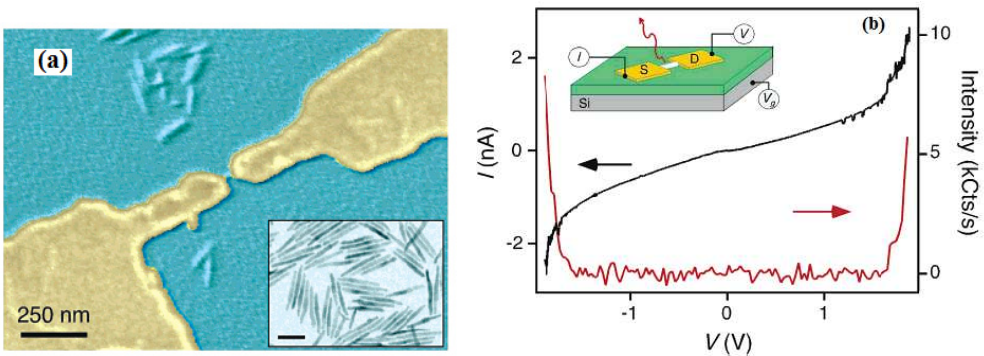 (a)
250 nm
(b)
2
0
-2
I (nA)
-1
0
1
V (V)
10
5
0
Intensity (kCts/s)
I
V
S
D
Si
Vg